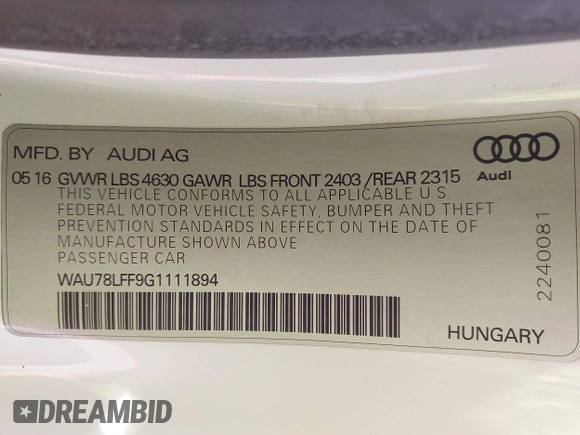 MFD. BY AUDI AG
Audi
05 16 GVWR LBS 4630 GAWR LBS FRONT 2403 / REAR 2315
THIS VEHICLE CONFORMS TO ALL APPLICABLE U.S.
FEDERAL MOTOR VEHICLE SAFETY, BUMPER AND THEFT
PREVENTION STANDARDS IN EFFECT ON THE DATE OF
MANUFACTURE SHOWN ABOVE
PASSENGER CAR
WAU78LFF9G1111894
2240081
HUNGARY
DREAMBID